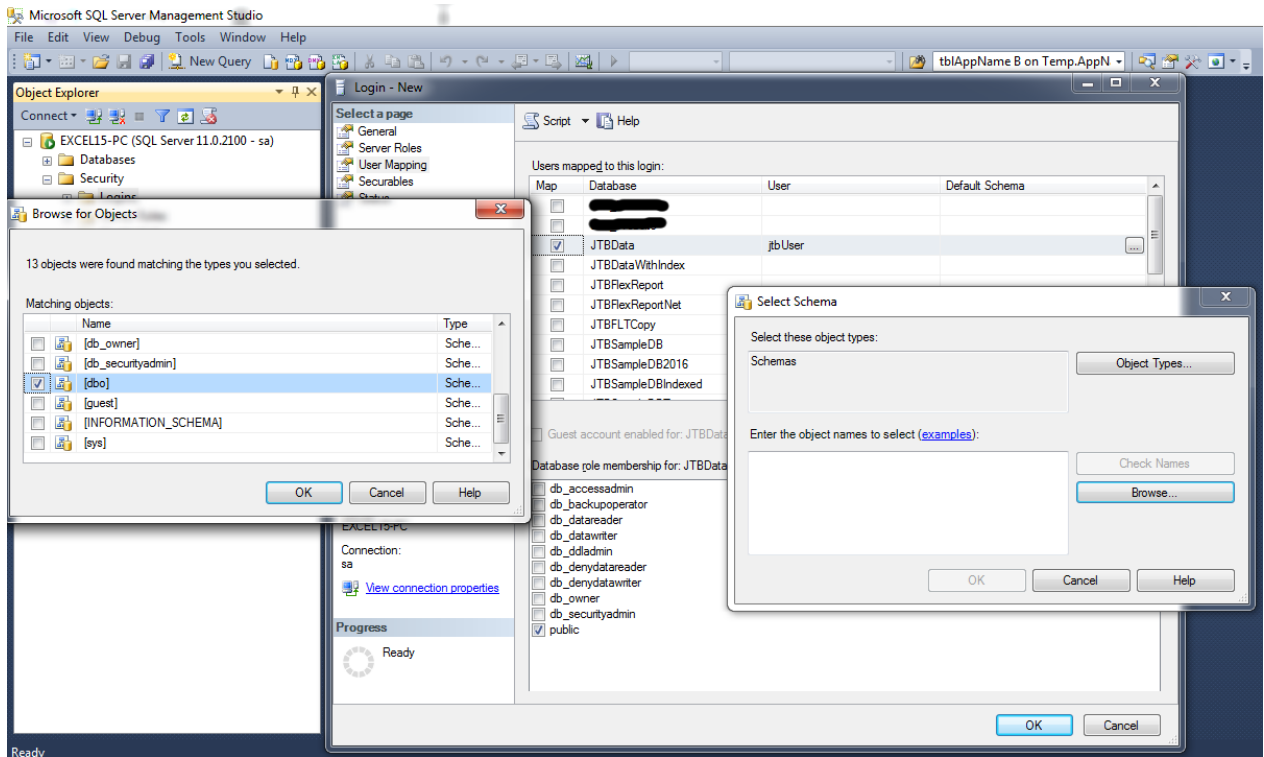 Microsoft SQL Server Management Studio
File Edit View Debug Tools Window Help
New Query
tblAppName B on Temp.AppN
Object Explorer
Connect
EXCEL15-PC (SQL Server 11.0.2100 - sa)
Databases
Security
Logins
Login - New
Select a page
General
Server Roles
User Mapping
Securables
Status
Script Help
Users mapped to this login:
Map Database User Default Schema
JTBData jtbUser ...
JTBDataWithIndex
JTBFlexReport
JTBFlexReportNet
JTBFLTCopy
JTBSampleDB
JTBSampleDB2016
JTBSampleDBIndexed
Guest account enabled for: JTBData
Database role membership for: JTBData
db_accessadmin
db_backupoperator
db_datareader
db_datawriter
db_ddladmin
db_denydatareader
db_denydatawriter
db_owner
db_securityadmin
public
EXCEL15-PC
Connection:
sa
View connection properties
Progress
Ready
OK Cancel
Browse for Objects
13 objects were found matching the types you selected.
Matching objects:
Name Type
[db_owner] Sche...
[db_securityadmin] Sche...
[dbo] Sche...
[guest] Sche...
[INFORMATION_SCHEMA] Sche...
[sys] Sche...
OK Cancel Help
Select Schema
Select these object types:
Schemas
Object Types...
Enter the object names to select (examples):
Check Names
Browse...
OK Cancel Help
Ready